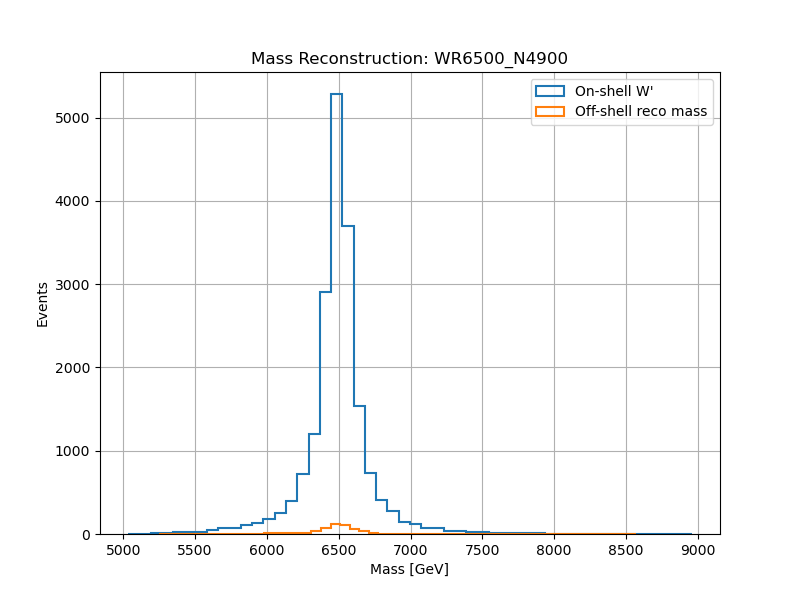 Mass Reconstruction: WR6500_N4900
On-shell W'
Off-shell reco mass
Events
5000
4000
3000
2000
1000
0
5000 5500 6000 6500 7000 7500 8000 8500 9000
Mass [GeV]